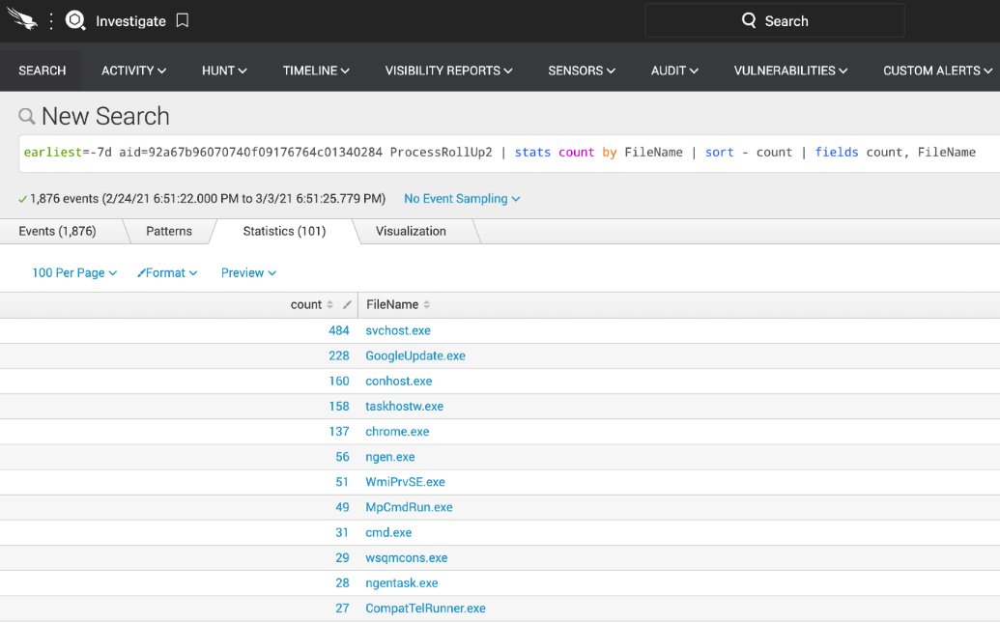 Investigate Search
SEARCH ACTIVITY HUNT TIMELINE VISIBILITY REPORTS SENSORS AUDIT VULNERABILITIES CUSTOM ALERTS
New Search
earliest=-7d aid=92a67b96070740f09176764c01340284 ProcessRollUp2 | stats count by FileName | sort - count | fields count, FileName
1,876 events (2/24/21 6:51:22.000 PM to 3/3/21 6:51:25.779 PM) No Event Sampling
Events (1,876) Patterns Statistics (101) Visualization
100 Per Page Format Preview
count FileName
484 svchost.exe
228 GoogleUpdate.exe
160 conhost.exe
158 taskhostw.exe
137 chrome.exe
56 ngen.exe
51 WmiPrvSE.exe
49 MpCmdRun.exe
31 cmd.exe
29 wsqmcons.exe
28 ngentask.exe
27 CompatTelRunner.exe